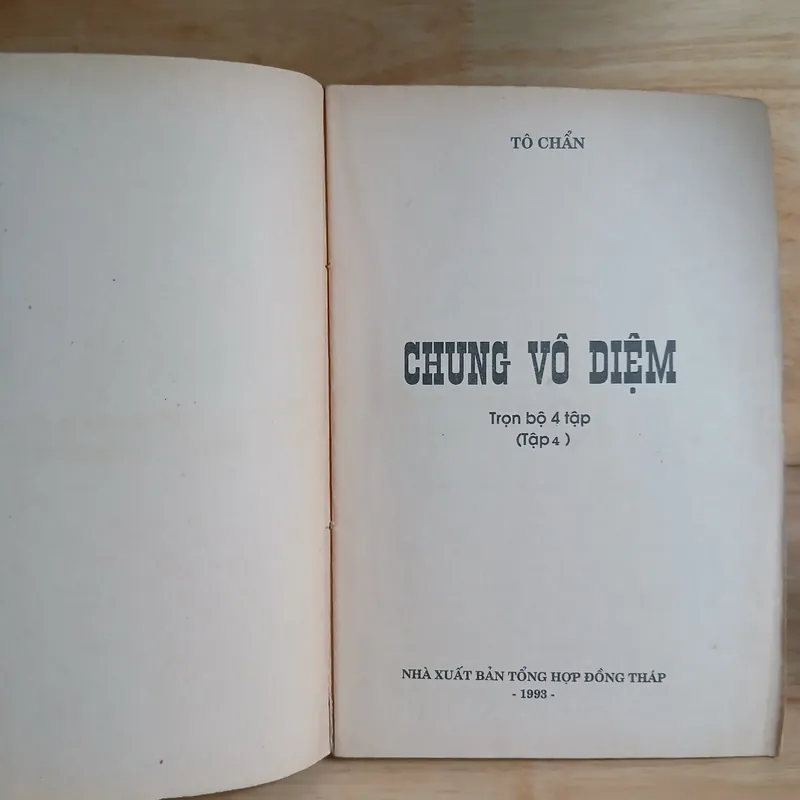 TÔ CHẨN
CHUNG VÔ DIỆM
Trọn bộ 4 tập
(Tập 4 )
NHÀ XUẤT BẢN TỔNG HỢP ĐỒNG THÁP
- 1993 -